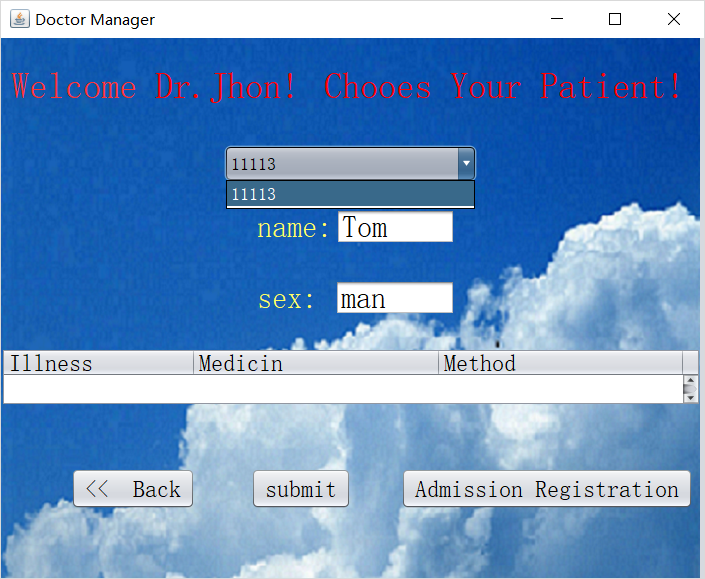 Doctor Manager
Welcome Dr.Jhon! Choocs Your Patient!
11113
11113
name: Tom
sex: man
Illness Medicin Method
<< Back submit Admission Registration